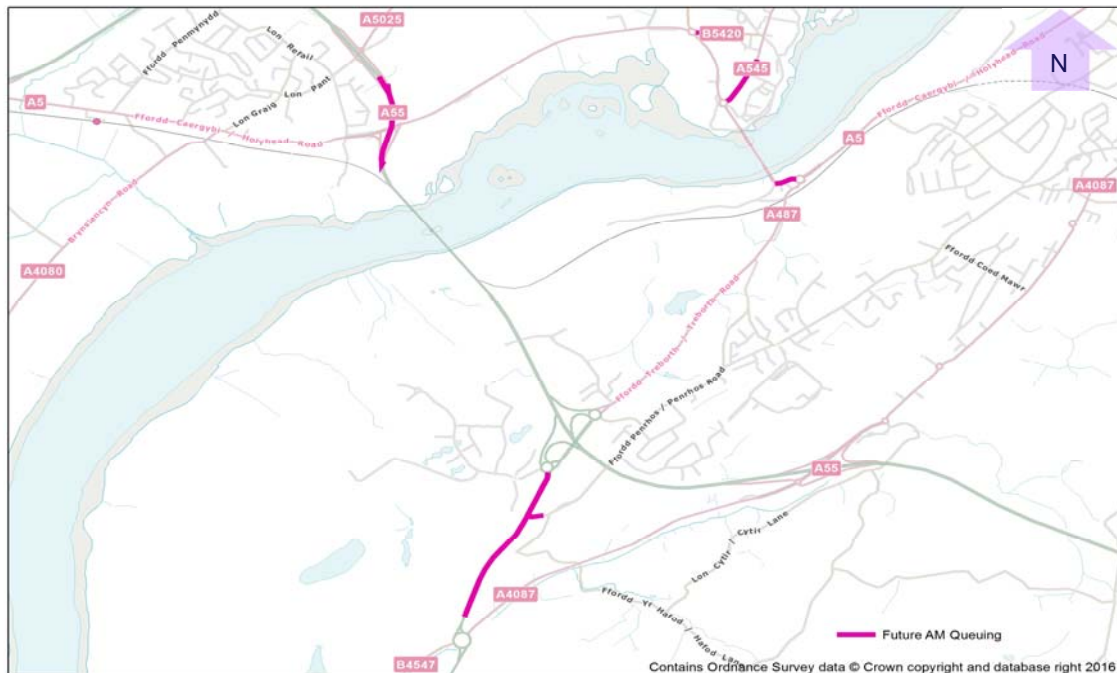 A5025
B5420
A545
N
Ffordd Penmynydd
Lon Refail
Lon Graig
Lon Pant
A5
A55
Ffordd Caergybi / Holyhead Road
Ffordd Caergybi / Holyhead Road
A5
A4087
A487
Brynsiencyn Road
A4080
Ffordd Coed Mawr
Ffordd Treborth / Treborth Road
Ffordd Penrhos / Penrhos Road
A55
Lon Cytir / Cytir Lane
A4087
Ffordd Yr Hafod / Hafod Lane
B4547
Future AM Queuing
Contains Ordnance Survey data © Crown copyright and database right 2016